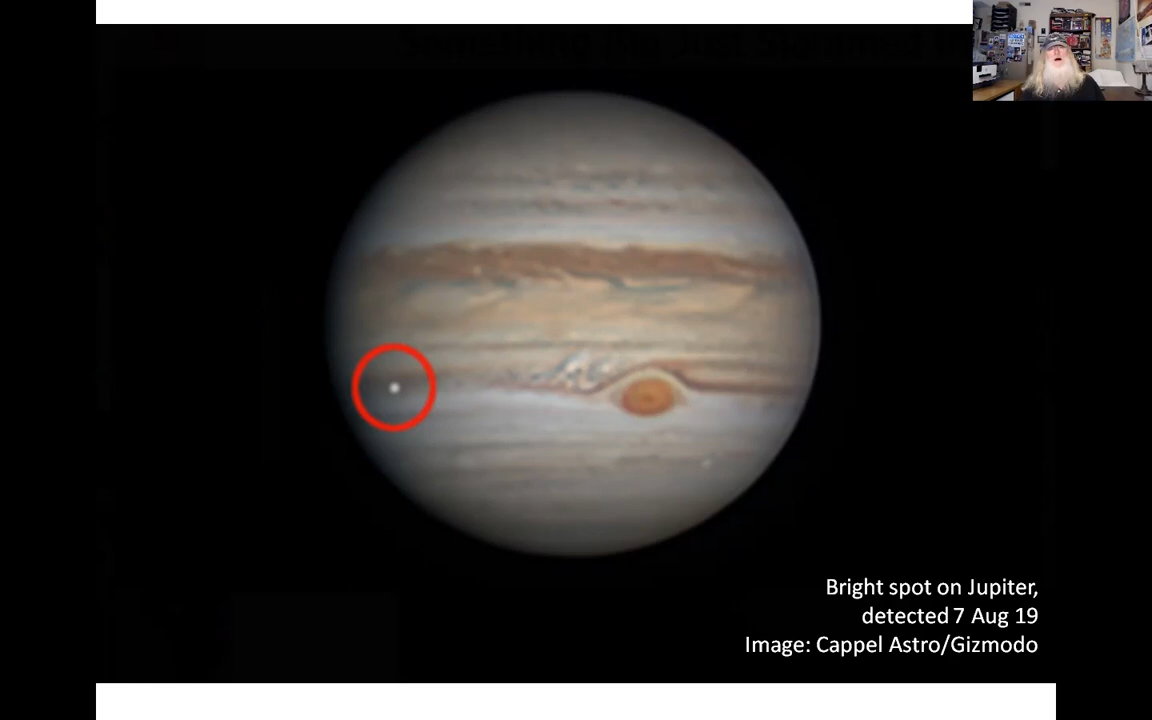 Bright spot on Jupiter,
detected 7 Aug 19
Image: Cappel Astro/Gizmodo